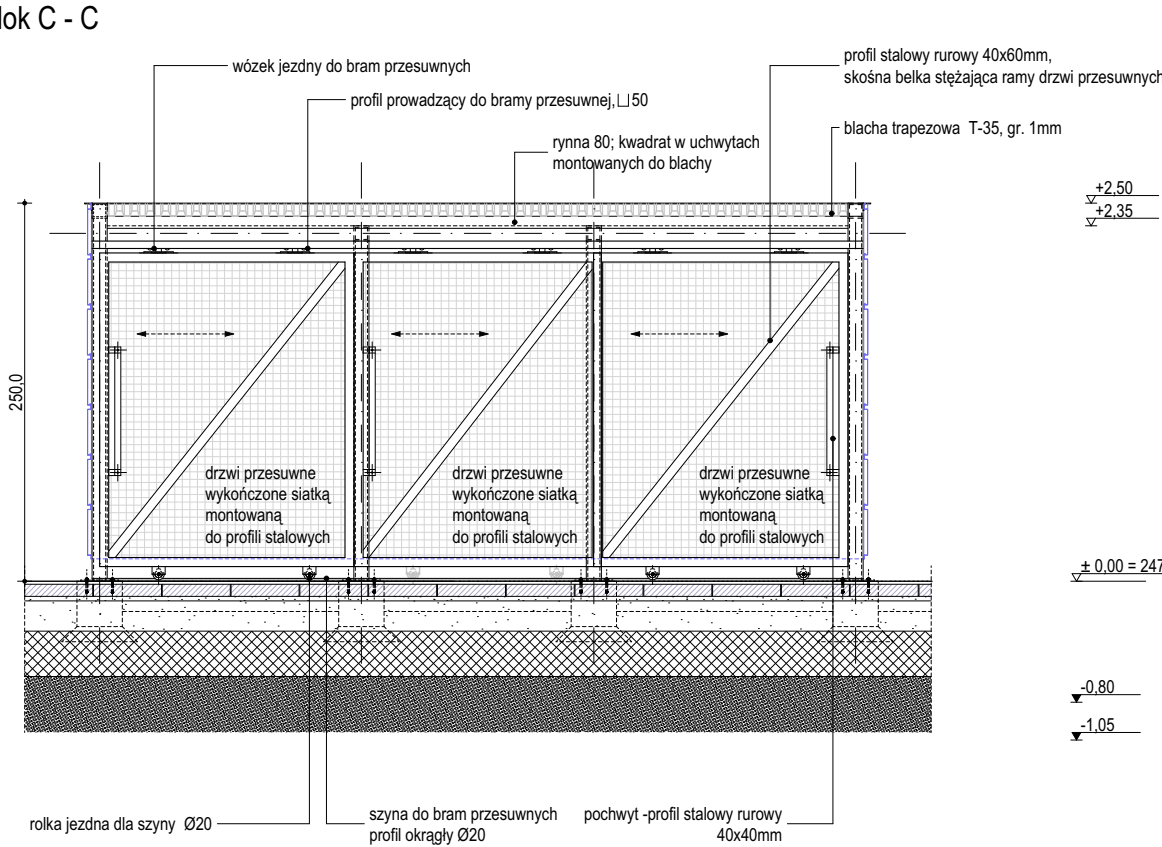 dok C - C
wózek jezdny do bram przesuwnych
profil prowadzący do bramy przesuwnej, 50
rynna 80; kwadrat w uchwytach
montowanych do blachy
profil stalowy rurowy 40x60mm,
skośna belka stężająca ramy drzwi przesuwnych
blacha trapezowa T-35, gr. 1mm
+2,50
+2,35
250,0
drzwi przesuwne
wykończone siatką
montowaną
do profili stalowych
drzwi przesuwne
wykończone siatką
montowaną
do profili stalowych
drzwi przesuwne
wykończone siatką
montowaną
do profili stalowych
± 0,00 = 247
-0,80
-1,05
rolka jezdna dla szyny Ø20
szyna do bram przesuwnych
profil okrągły Ø20
pochwyt -profil stalowy rurowy
40x40mm